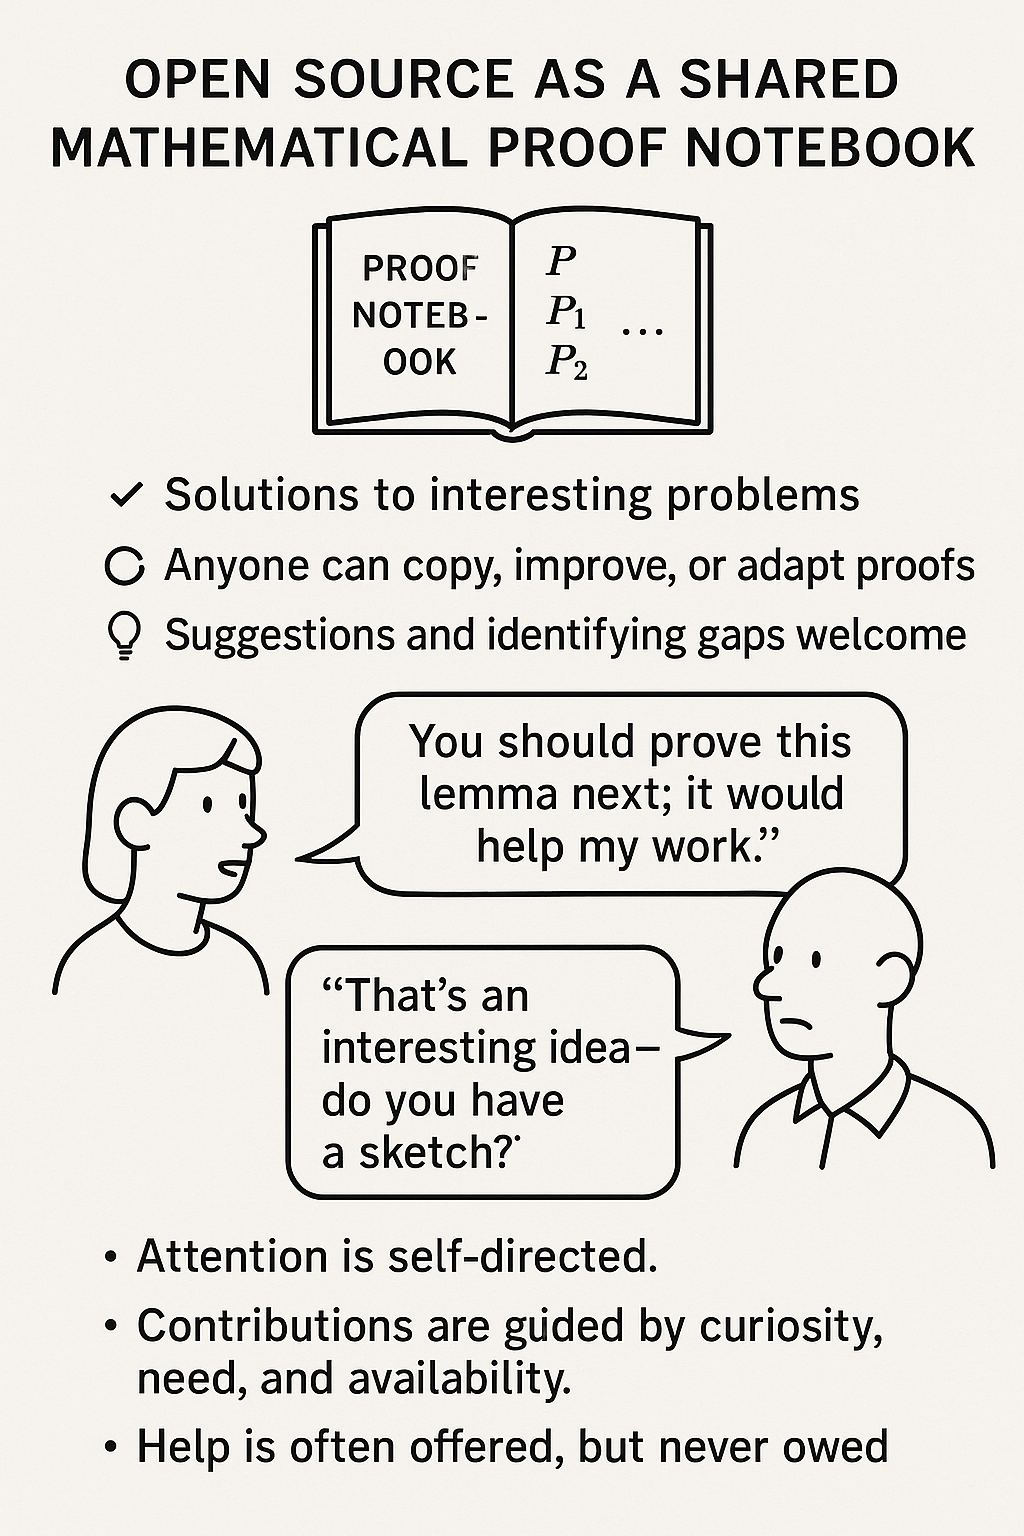 OPEN SOURCE AS A SHARED
MATHEMATICAL PROOF NOTEBOOK
PROOF
NOTEB-
OOK
P
P₁
P₂
...
Solutions to interesting problems
Anyone can copy, improve, or adapt proofs
Suggestions and identifying gaps welcome
You should prove this
lemma next; it would
help my work.”
“That’s an
interesting idea–
do you have
a sketch?˙
• Attention is self-directed.
• Contributions are guided by curiosity,
need, and availability.
• Help is often offered, but never owed